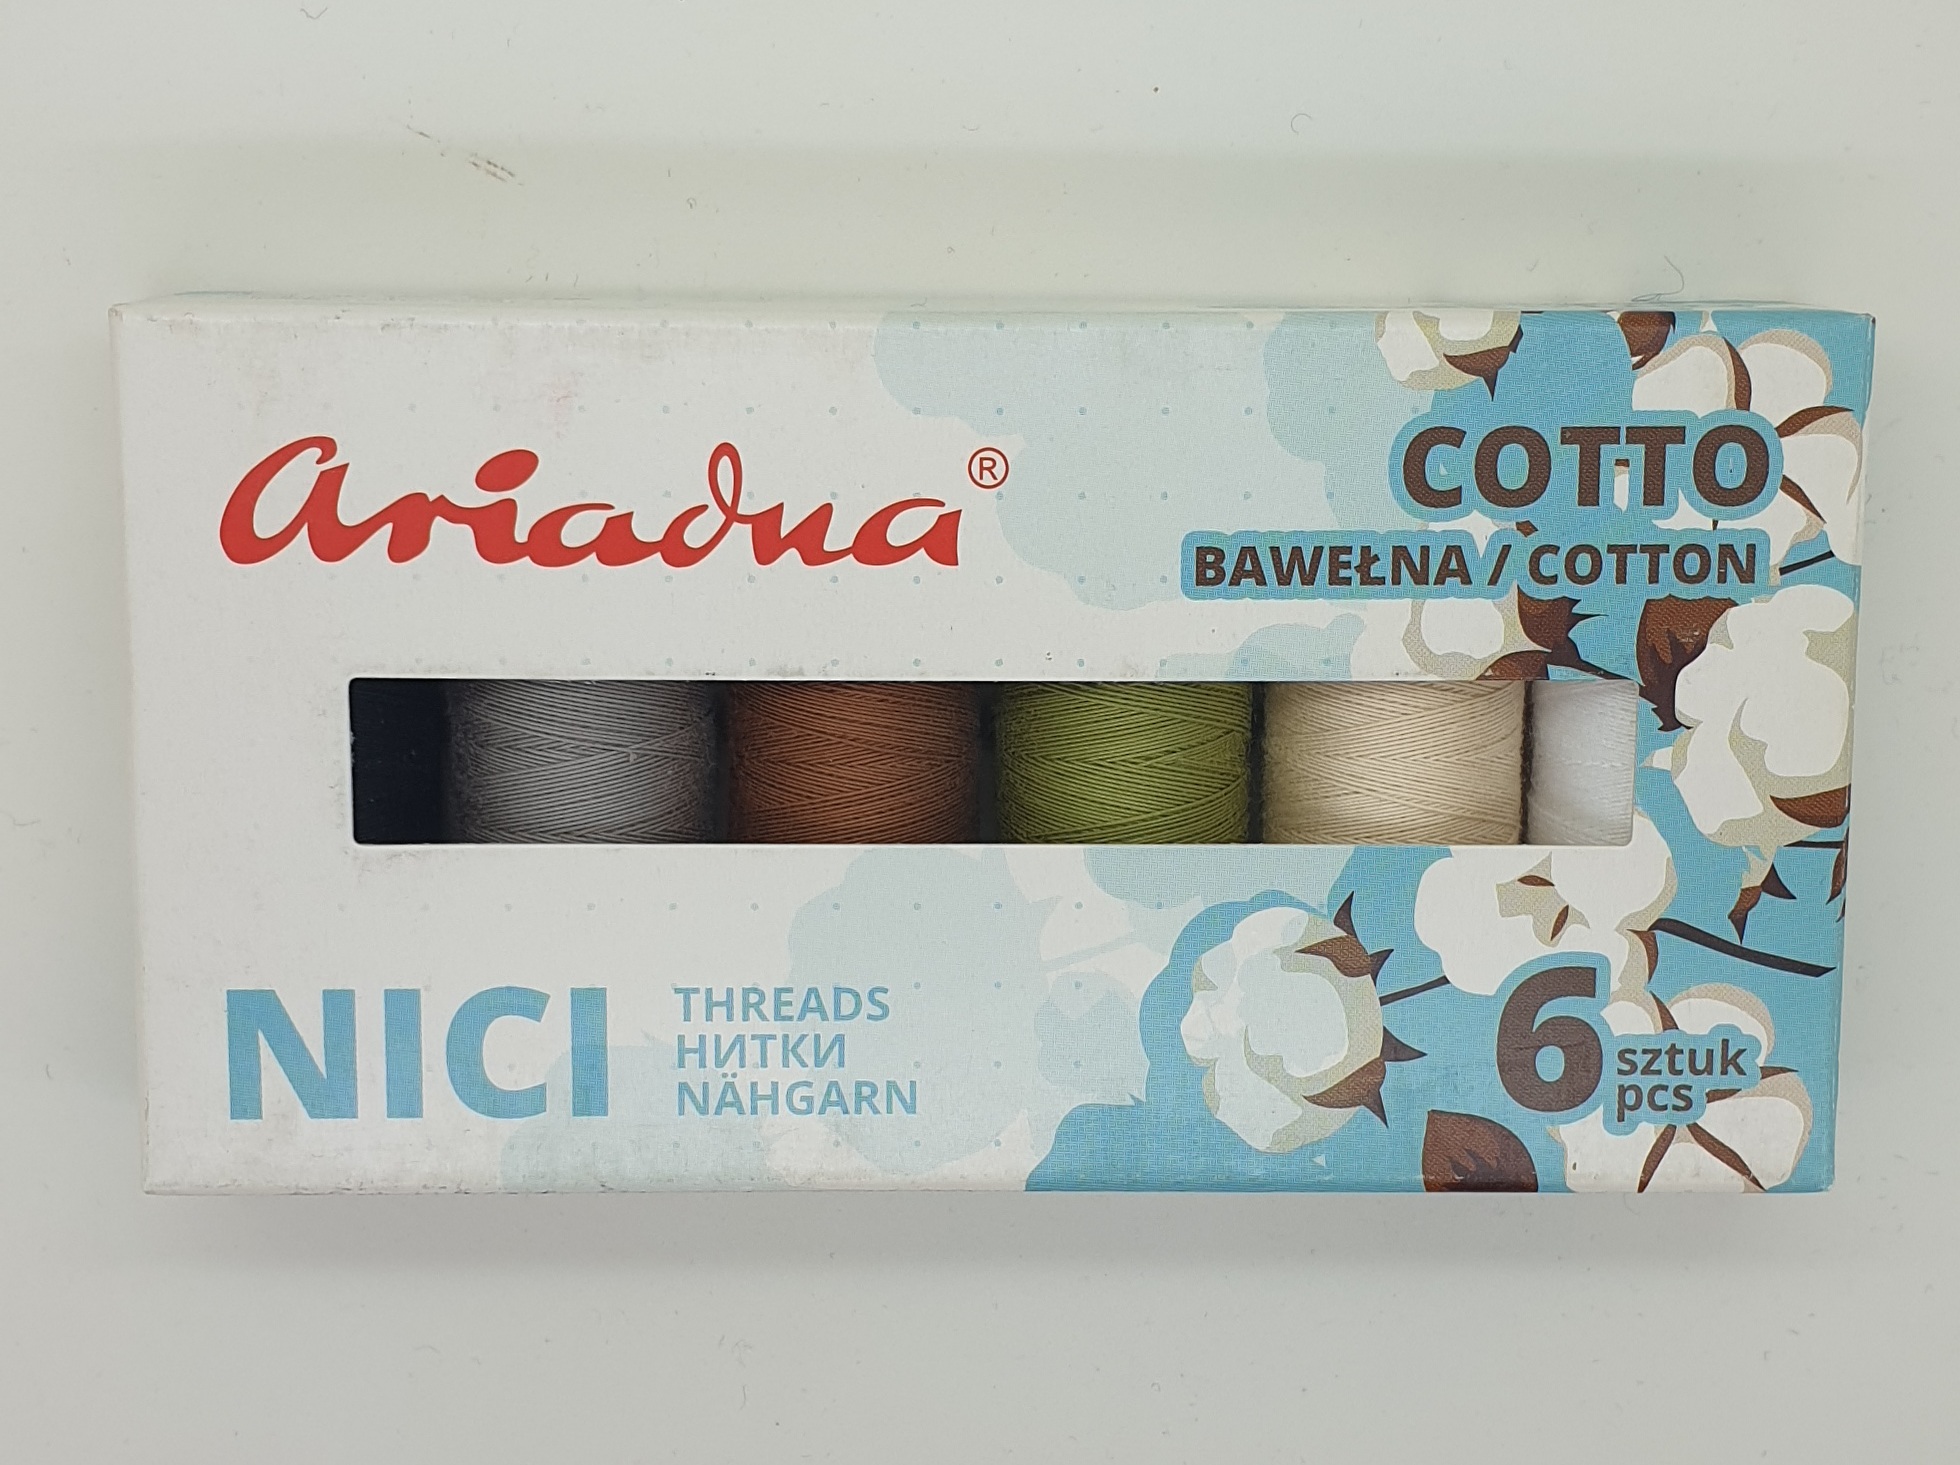 ariadna®
COTTO
BAWEŁNA / COTTON
NICI
THREADS
НИТКИ
NÄHGARN
6 sztuk
pcs